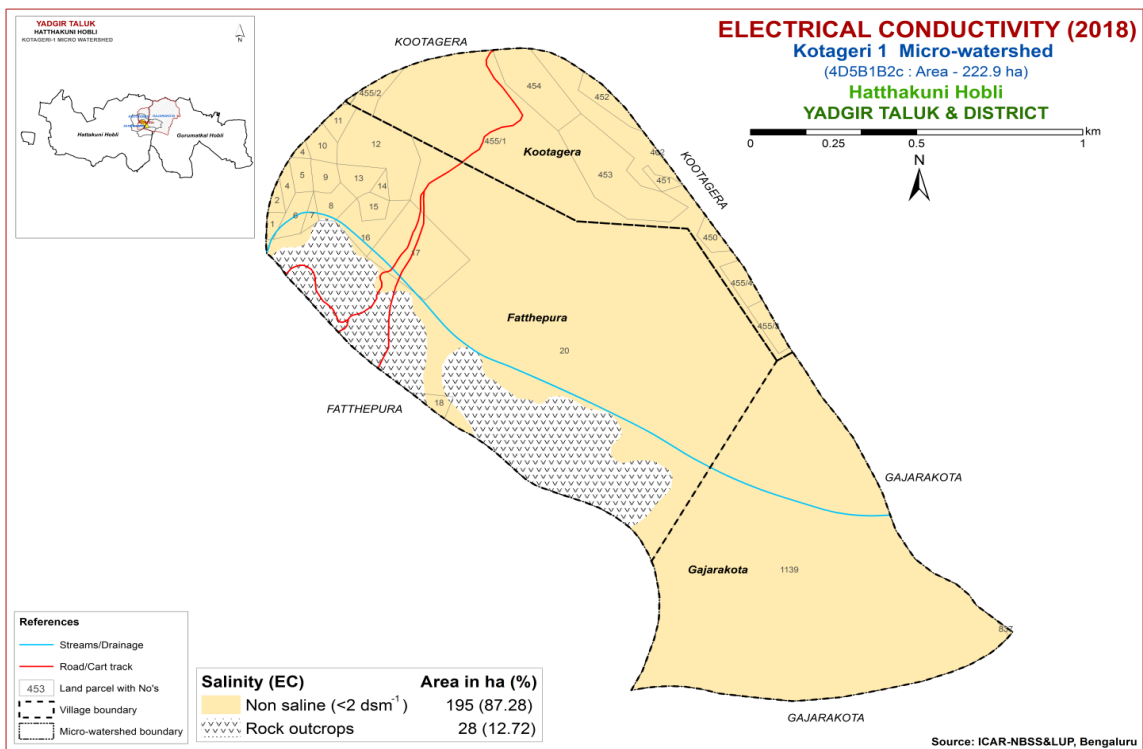 YADGIR TALUK
HATTHAKUNI HOBLI
KOTAGERI-1 MICRO WATERSHED
N
Hattakuni Hobli
Gurumatkal Hobli
ELECTRICAL CONDUCTIVITY (2018)
Kotageri 1 Micro-watershed
(4D5B1B2c : Area - 222.9 ha)
Hatthakuni Hobli
YADGIR TALUK & DISTRICT
0 0.25 0.5 1 km
N
KOOTAGERA
455/2
454
452
11
455/1
10
12
4
Kootagera
462
KOOTAGERA
453
451
5
9
13
14
4
2
15
8
7
6
1
16
17
450
455/4
Fatthepura
455/3
20
18
FATTHEPURA
GAJARAKOTA
Gajarakota
1139
837
GAJARAKOTA
References
Streams/Drainage
Road/Cart track
453 Land parcel with No's
Village boundary
Micro-watershed boundary
Salinity (EC) Area in ha (%)
Non saline (<2 dsm-1) 195 (87.28)
Rock outcrops 28 (12.72)
Source: ICAR-NBSS&LUP, Bengaluru